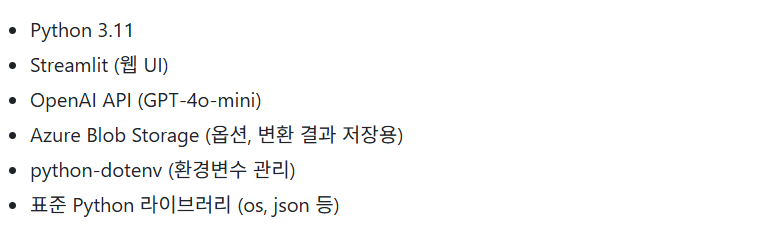 • Python 3.11
• Streamlit (웹 UI)
• OpenAI API (GPT-4o-mini)
• Azure Blob Storage (옵션, 변환 결과 저장용)
• python-dotenv (환경변수 관리)
• 표준 Python 라이브러리 (os, json 등)